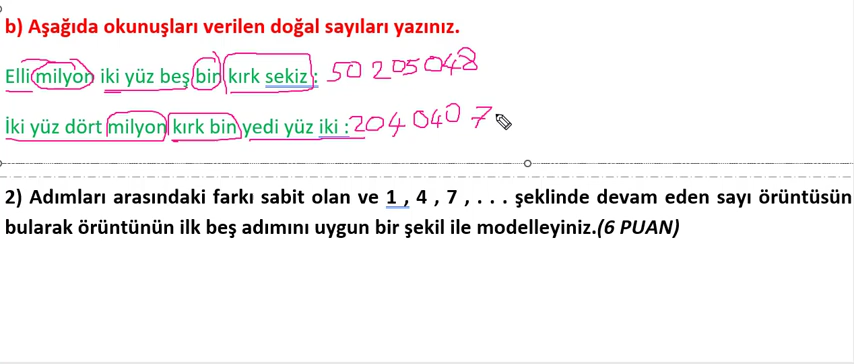 b) Aşağıda okunuşları verilen doğal sayıları yazınız.
Elli milyon iki yüz beş bin kırk sekiz : 50 205 048
İki yüz dört milyon kırk bin yedi yüz iki : 204 040 7
2) Adımları arasındaki farkı sabit olan ve 1 , 4 , 7 , . . . şeklinde devam eden sayı örüntüsün
bularak örüntünün ilk beş adımını uygun bir şekil ile modelleyiniz.(6 PUAN)